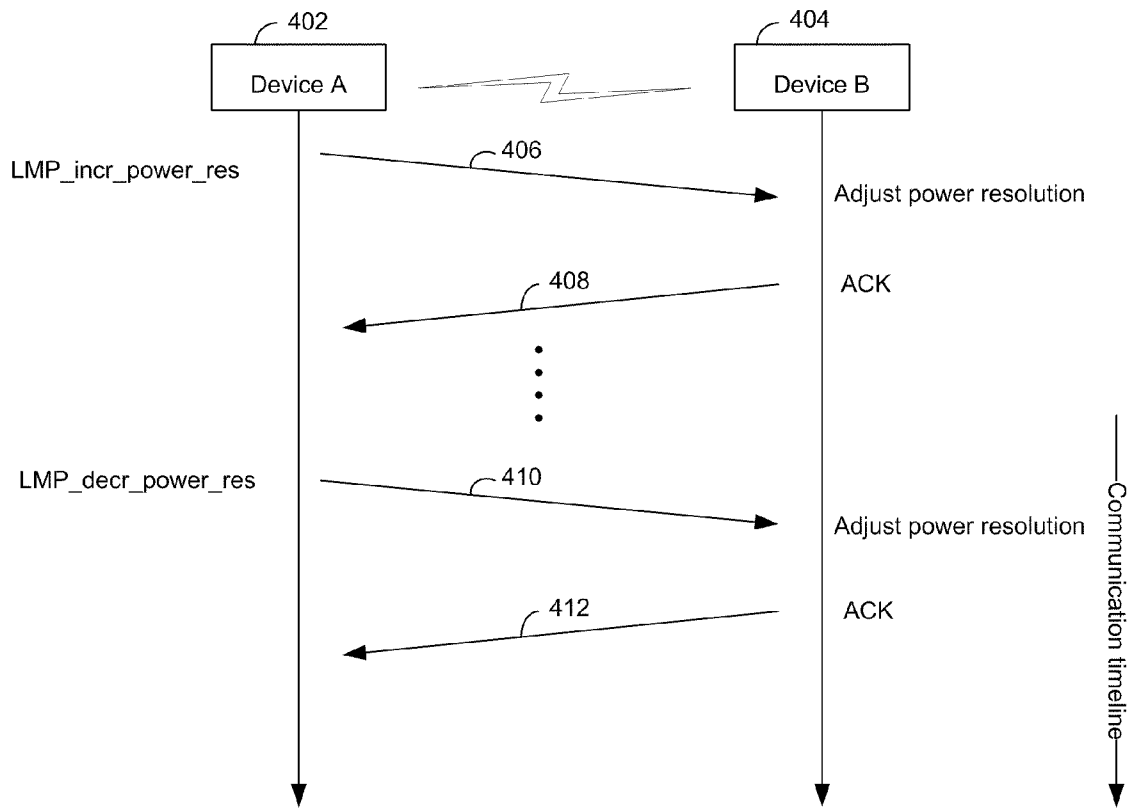 402
404
Device A
Device B
LMP_incr_power_res
406
Adjust power resolution
408
ACK
LMP_decr_power_res
410
Adjust power resolution
412
ACK
Communication timeline